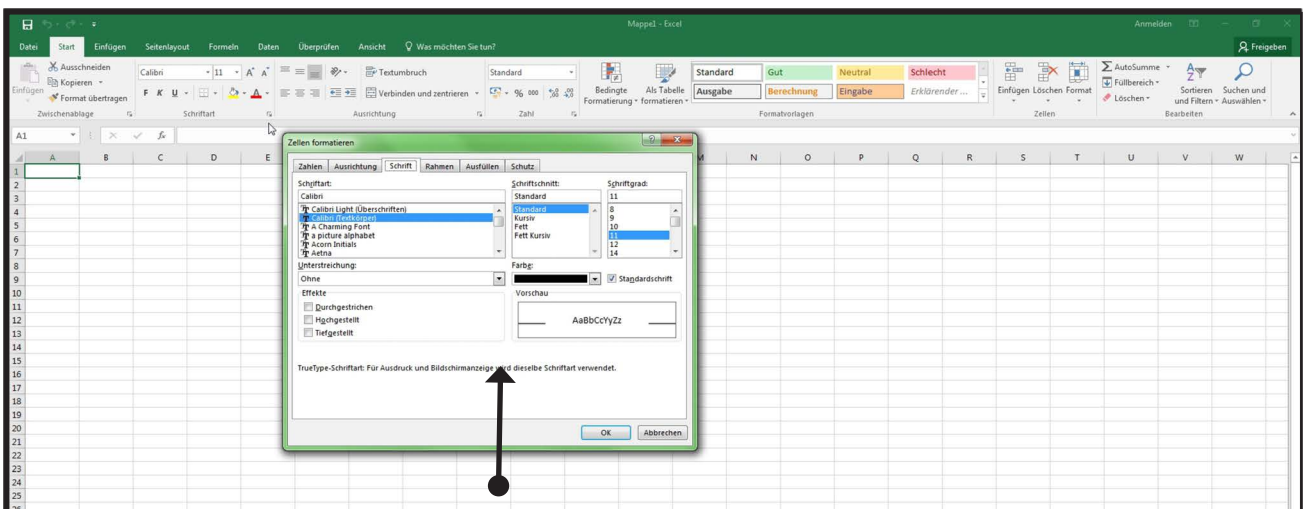 Mappe1 - Excel
Anmelden
Datei Start Einfügen Seitenlayout Formeln Daten Überprüfen Ansicht Was möchten Sie tun? Freigeben
Einfügen
Ausschneiden
Kopieren
Format übertragen
Zwischenablage
Calibri 11 A A
F K U A
Schriftart
Textumbruch
Verbinden und zentrieren
Ausrichtung
Standard
% 000
Zahl
Bedingte Formatierung
Als Tabelle formatieren
Standard Gut Neutral Schlecht
Ausgabe Berechnung Eingabe Erklärender ...
Formatvorlagen
Einfügen Löschen Format
Zellen
AutoSumme
Füllbereich
Löschen
Sortieren und Filtern
Suchen und Auswählen
Bearbeiten
A1 fx
A B C D E M N O P Q R S T U V W
1
2
3
4
5
6
7
8
9
10
11
12
13
14
15
16
17
18
19
20
21
22
23
24
25
26
Zellen formatieren
Zahlen Ausrichtung Schrift Rahmen Ausfüllen Schutz
Schriftart: Schriftschnitt: Schriftgrad:
Calibri Standard 11
Calibri Light (Überschriften) Standard 8
Calibri (Textkörper) Kursiv 9
A Charming Font Fett 10
a picture alphabet Fett Kursiv 11
Acorn Initials 12
Aetna 14
Unterstreichung: Farbe:
Ohne Standardschrift
Effekte Vorschau
Durchgestrichen
Hochgestellt
Tiefgestellt
AaBbCcYyZz
TrueType-Schriftart: Für Ausdruck und Bildschirmanzeige wird dieselbe Schriftart verwendet.
OK Abbrechen